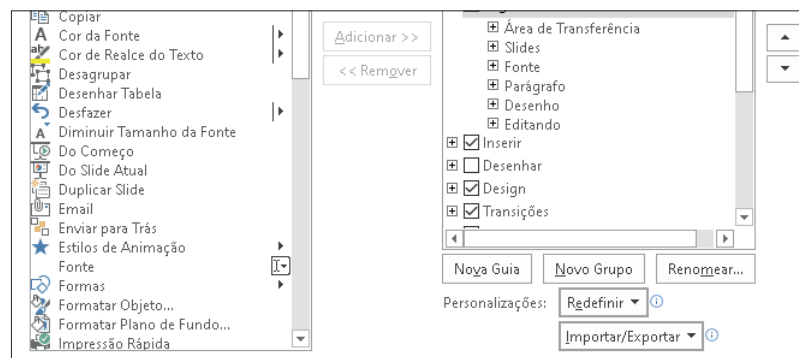 Copiar
Cor da Fonte
Cor de Realce do Texto
Desagrupar
Desenhar Tabela
Desfazer
Diminuir Tamanho da Fonte
Do Começo
Do Slide Atual
Duplicar Slide
Email
Enviar para Trás
Estilos de Animação
Fonte
Formas
Formatar Objeto...
Formatar Plano de Fundo...
Impressão Rápida
Adicionar >>
<< Remover
Área de Transferência
Slides
Fonte
Parágrafo
Desenho
Editando
Inserir
Desenhar
Design
Transições
Nova Guia Novo Grupo Renomear...
Personalizações: Redefinir
Importar/Exportar